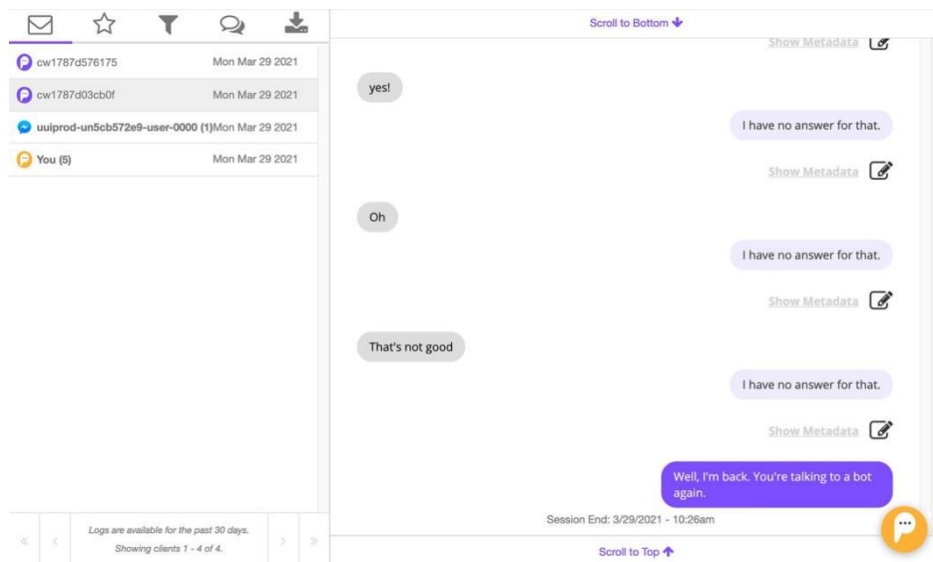 cw1787d576175 Mon Mar 29 2021
cw1787d03cb0f Mon Mar 29 2021
uuiprod-un5cb572e9-user-0000 (1)Mon Mar 29 2021
You (5) Mon Mar 29 2021
Logs are available for the past 30 days.
« ‹ Showing clients 1 - 4 of 4. › »
Scroll to Bottom
Show Metadata
yes!
I have no answer for that.
Show Metadata
Oh
I have no answer for that.
Show Metadata
That's not good
I have no answer for that.
Show Metadata
Well, I'm back. You're talking to a bot
again.
Session End: 3/29/2021 - 10:26am
Scroll to Top